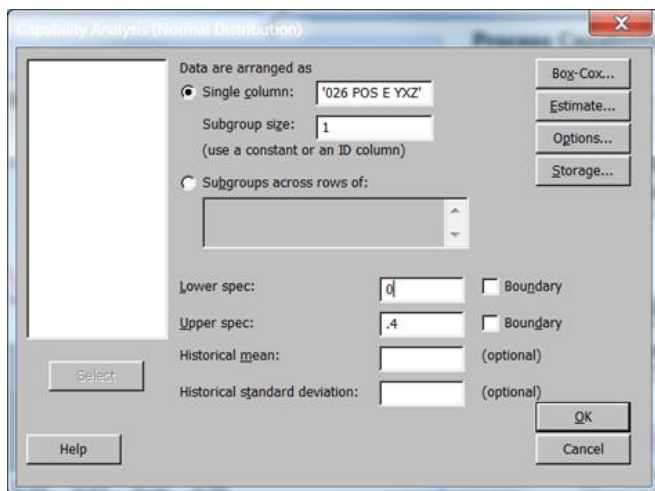 Capability Analysis (Normal Distribution)
Data are arranged as
Single column: '026 POS E YXZ'
Subgroup size: 1
(use a constant or an ID column)
Subgroups across rows of:
Box-Cox...
Estimate...
Options...
Storage...
Lower spec: 0 Boundary
Upper spec: .4 Boundary
Historical mean: (optional)
Historical standard deviation: (optional)
Select
OK
Help
Cancel